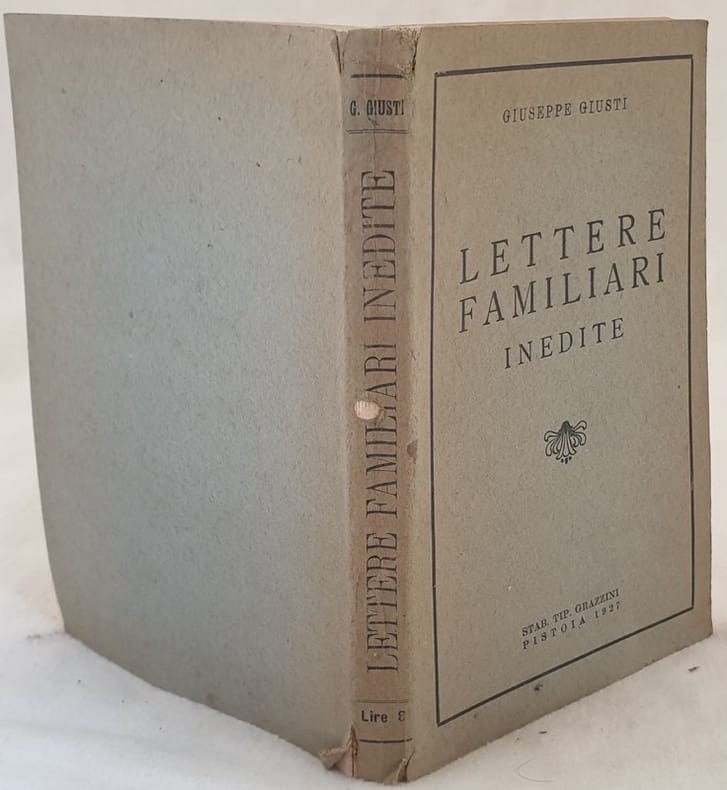 G. GIUSTI
LETTERE FAMILIARI INEDITE
Lire 8
GIUSEPPE GIUSTI
LETTERE
FAMILIARI
INEDITE
STAB. TIP. GRAZZINI
PISTOIA 1927